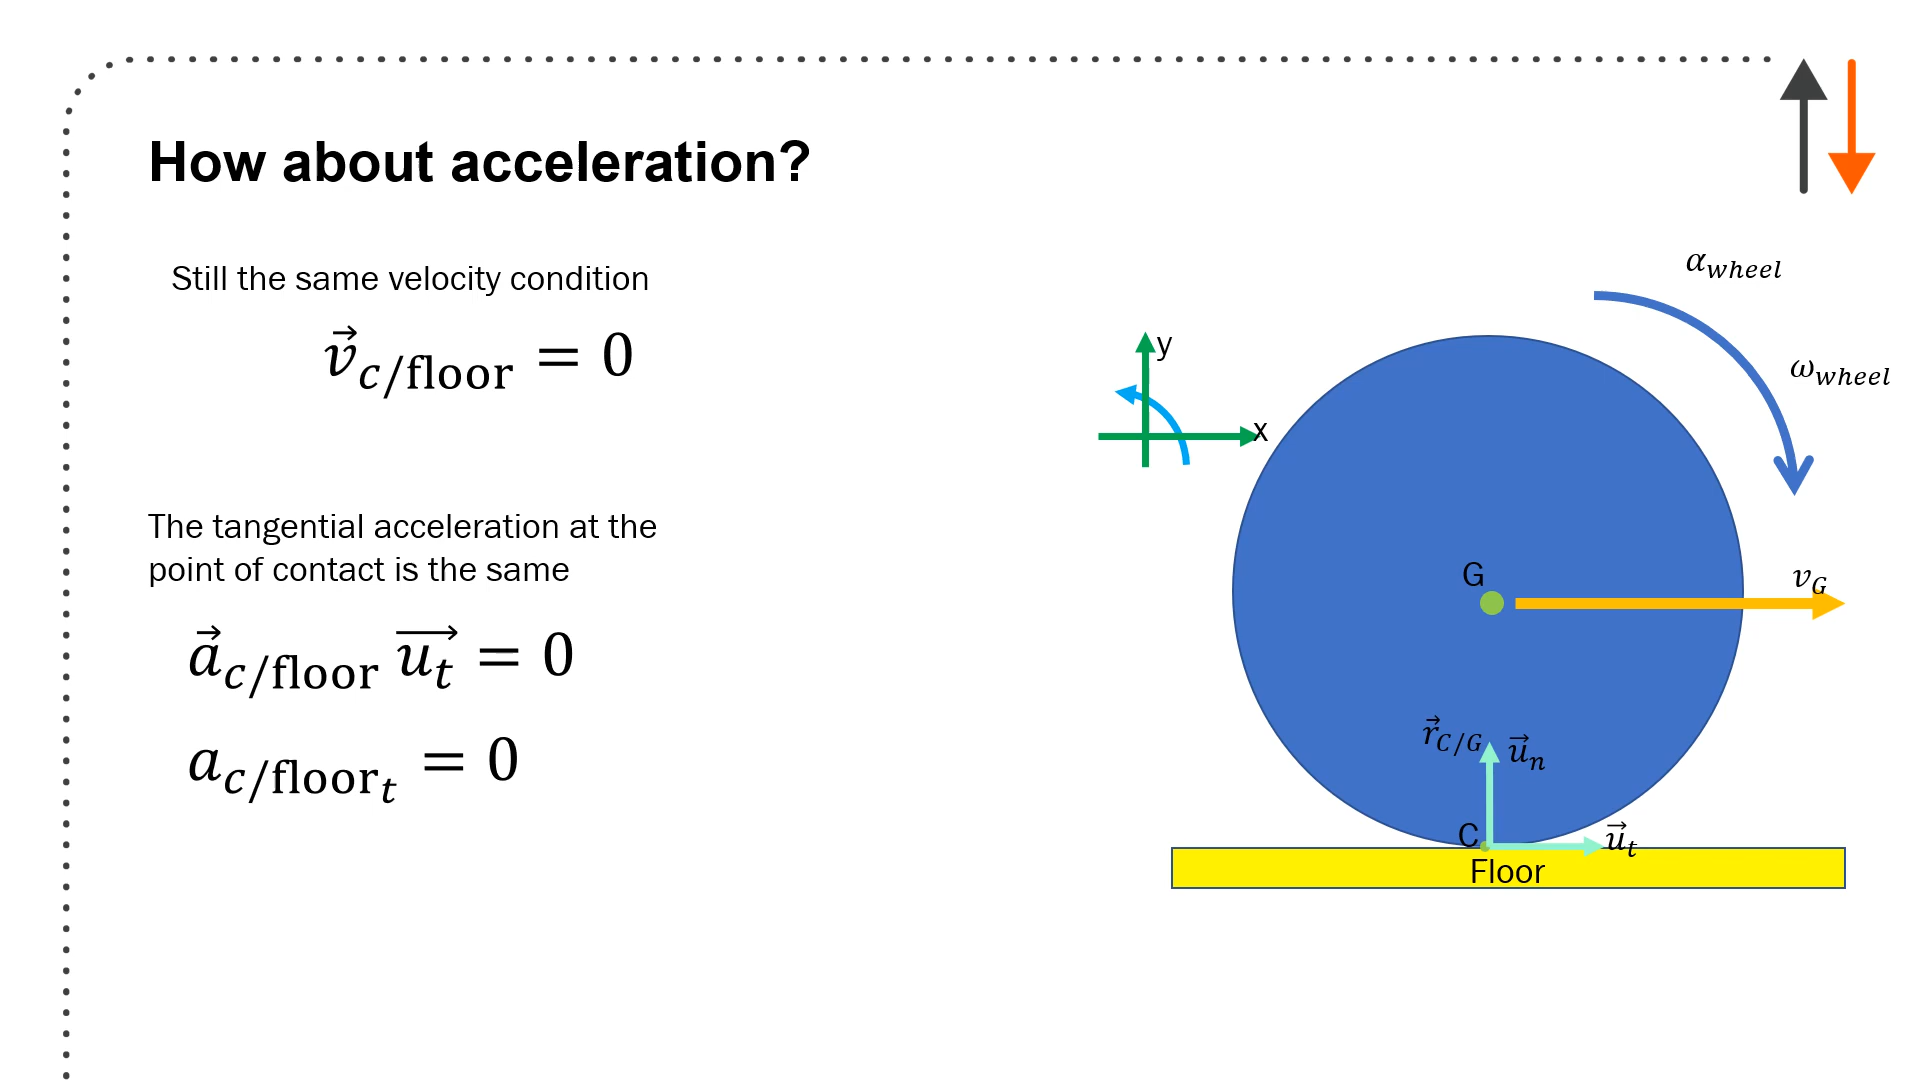 How about acceleration?
Still the same velocity condition
$\vec{v}_{c/\text{floor}} = 0$
The tangential acceleration at the
point of contact is the same
$\vec{a}_{c/\text{floor}} \, \overrightarrow{u_t} = 0$
$a_{c/\text{floor}_t} = 0$
$\alpha_{wheel}$
$\omega_{wheel}$
y
x
G
$v_G$
$\vec{r}_{C/G}$
$\vec{u}_n$
C
$\vec{u}_t$
Floor